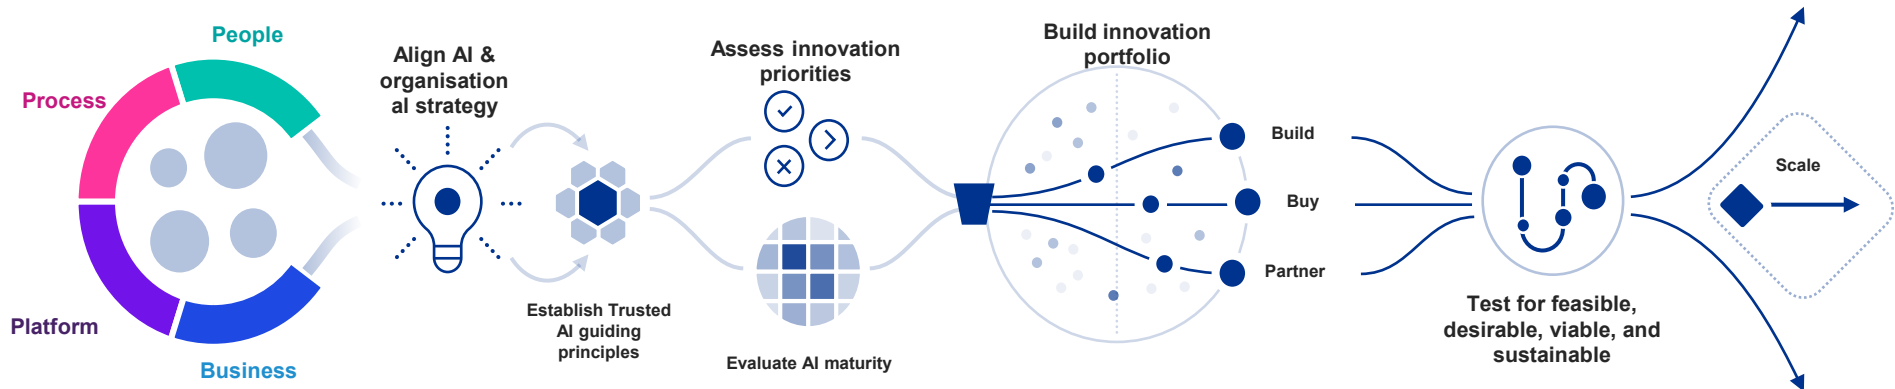 People
Process
Platform
Business
Align AI &
organisation
al strategy
Establish Trusted
AI guiding
principles
Assess innovation
priorities
Evaluate AI maturity
Build innovation
portfolio
Build
Buy
Partner
Test for feasible,
desirable, viable, and
sustainable
Scale